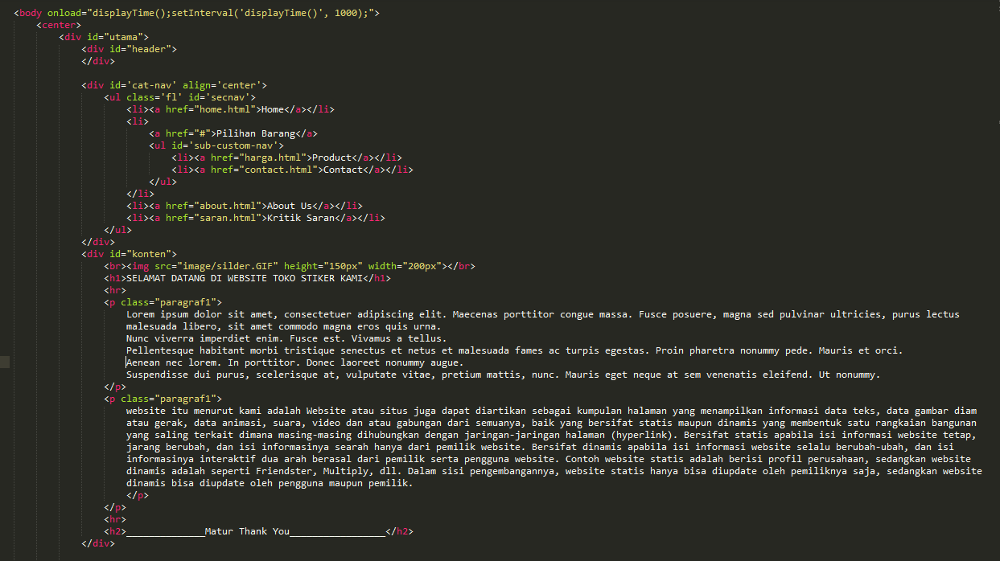 <body onload="displayTime();setInterval('displayTime()', 1000);">
<center>
<div id="utama">
<div id="header">
</div>
<div id='cat-nav' align='center'>
<ul class='fl' id='secnav'>
<li><a href="home.html">Home</a></li>
<li>
<a href="#">Pilihan Barang</a>
<ul id='sub-custom-nav'>
<li><a href="harga.html">Product</a></li>
<li><a href="contact.html">Contact</a></li>
</ul>
</li>
<li><a href="about.html">About Us</a></li>
<li><a href="saran.html">Kritik Saran</a></li>
</ul>
</div>
<div id="konten">
<br><img src="image/silder.GIF" height="150px" width="200px"></br>
<h1>SELAMAT DATANG DI WEBSITE TOKO STIKER KAMI</h1>
<hr>
<p class="paragraf1">
Lorem ipsum dolor sit amet, consectetuer adipiscing elit. Maecenas porttitor congue massa. Fusce posuere, magna sed pulvinar ultricies, purus lectus
malesuada libero, sit amet commodo magna eros quis urna.
Nunc viverra imperdiet enim. Fusce est. Vivamus a tellus.
Pellentesque habitant morbi tristique senectus et netus et malesuada fames ac turpis egestas. Proin pharetra nonummy pede. Mauris et orci.
Aenean nec lorem. In porttitor. Donec laoreet nonummy augue.
Suspendisse dui purus, scelerisque at, vulputate vitae, pretium mattis, nunc. Mauris eget neque at sem venenatis eleifend. Ut nonummy.
</p>
<p class="paragraf1">
website itu menurut kami adalah Website atau situs juga dapat diartikan sebagai kumpulan halaman yang menampilkan informasi data teks, data gambar diam
atau gerak, data animasi, suara, video dan atau gabungan dari semuanya, baik yang bersifat statis maupun dinamis yang membentuk satu rangkaian bangunan
yang saling terkait dimana masing-masing dihubungkan dengan jaringan-jaringan halaman (hyperlink). Bersifat statis apabila isi informasi website tetap,
jarang berubah, dan isi informasinya searah hanya dari pemilik website. Bersifat dinamis apabila isi informasi website selalu berubah-ubah, dan isi
informasinya interaktif dua arah berasal dari pemilik serta pengguna website. Contoh website statis adalah berisi profil perusahaan, sedangkan website
dinamis adalah seperti Friendster, Multiply, dll. Dalam sisi pengembangannya, website statis hanya bisa diupdate oleh pemiliknya saja, sedangkan website
dinamis bisa diupdate oleh pengguna maupun pemilik.
</p>
</p>
<hr>
<h2>______________Matur Thank You_________________</h2>
</div>